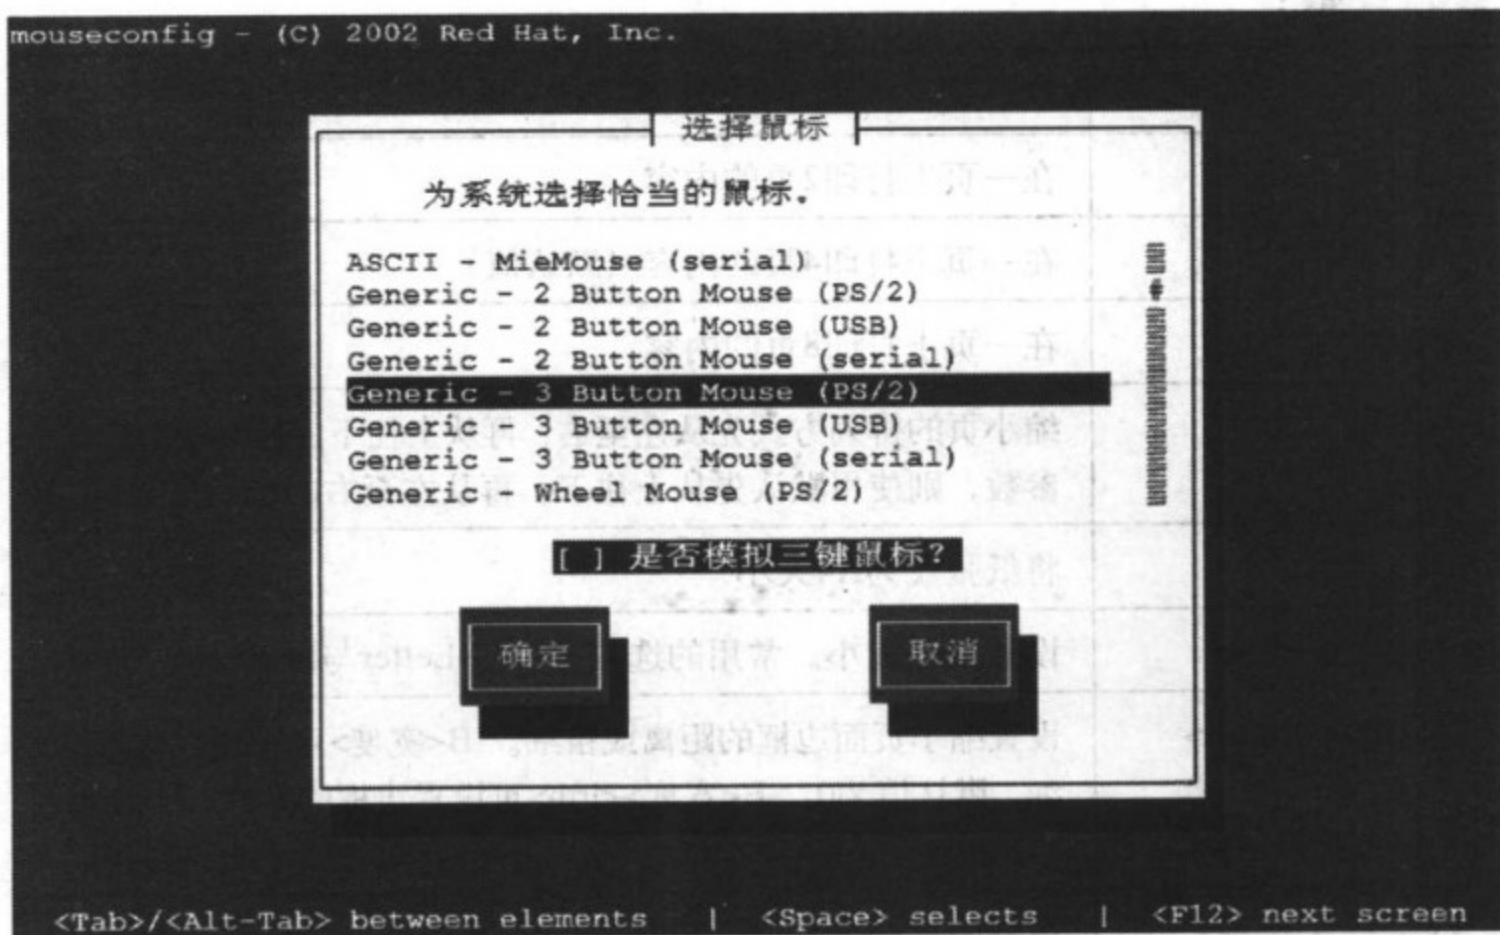 mouseconfig - (C) 2002 Red Hat, Inc.
选择鼠标
为系统选择恰当的鼠标.
ASCII - MieMouse (serial)
Generic - 2 Button Mouse (PS/2)
Generic - 2 Button Mouse (USB)
Generic - 2 Button Mouse (serial)
Generic - 3 Button Mouse (PS/2)
Generic - 3 Button Mouse (USB)
Generic - 3 Button Mouse (serial)
Generic - Wheel Mouse (PS/2)
#
[ ] 是否模拟三键鼠标?
确定 取消
<Tab>/<Alt-Tab> between elements | <Space> selects | <F12> next screen